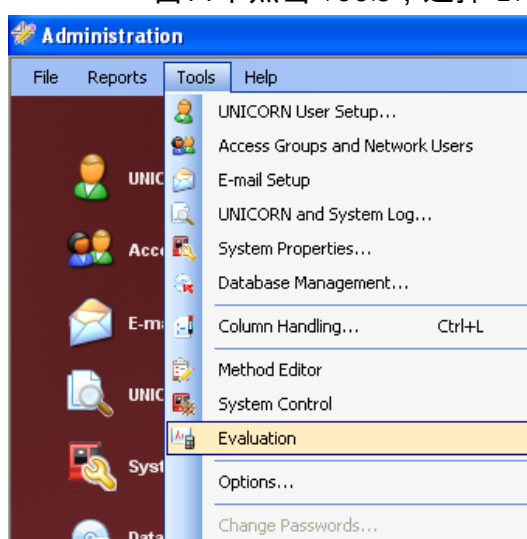 Administration
File Reports Tools Help
UNICORN User Setup...
Access Groups and Network Users
E-mail Setup
UNICORN and System Log...
System Properties...
Database Management...
Column Handling... Ctrl+L
Method Editor
System Control
Evaluation
Options...
Change Passwords...
UNIC
Acce
E-ma
UNIC
Syst
Data